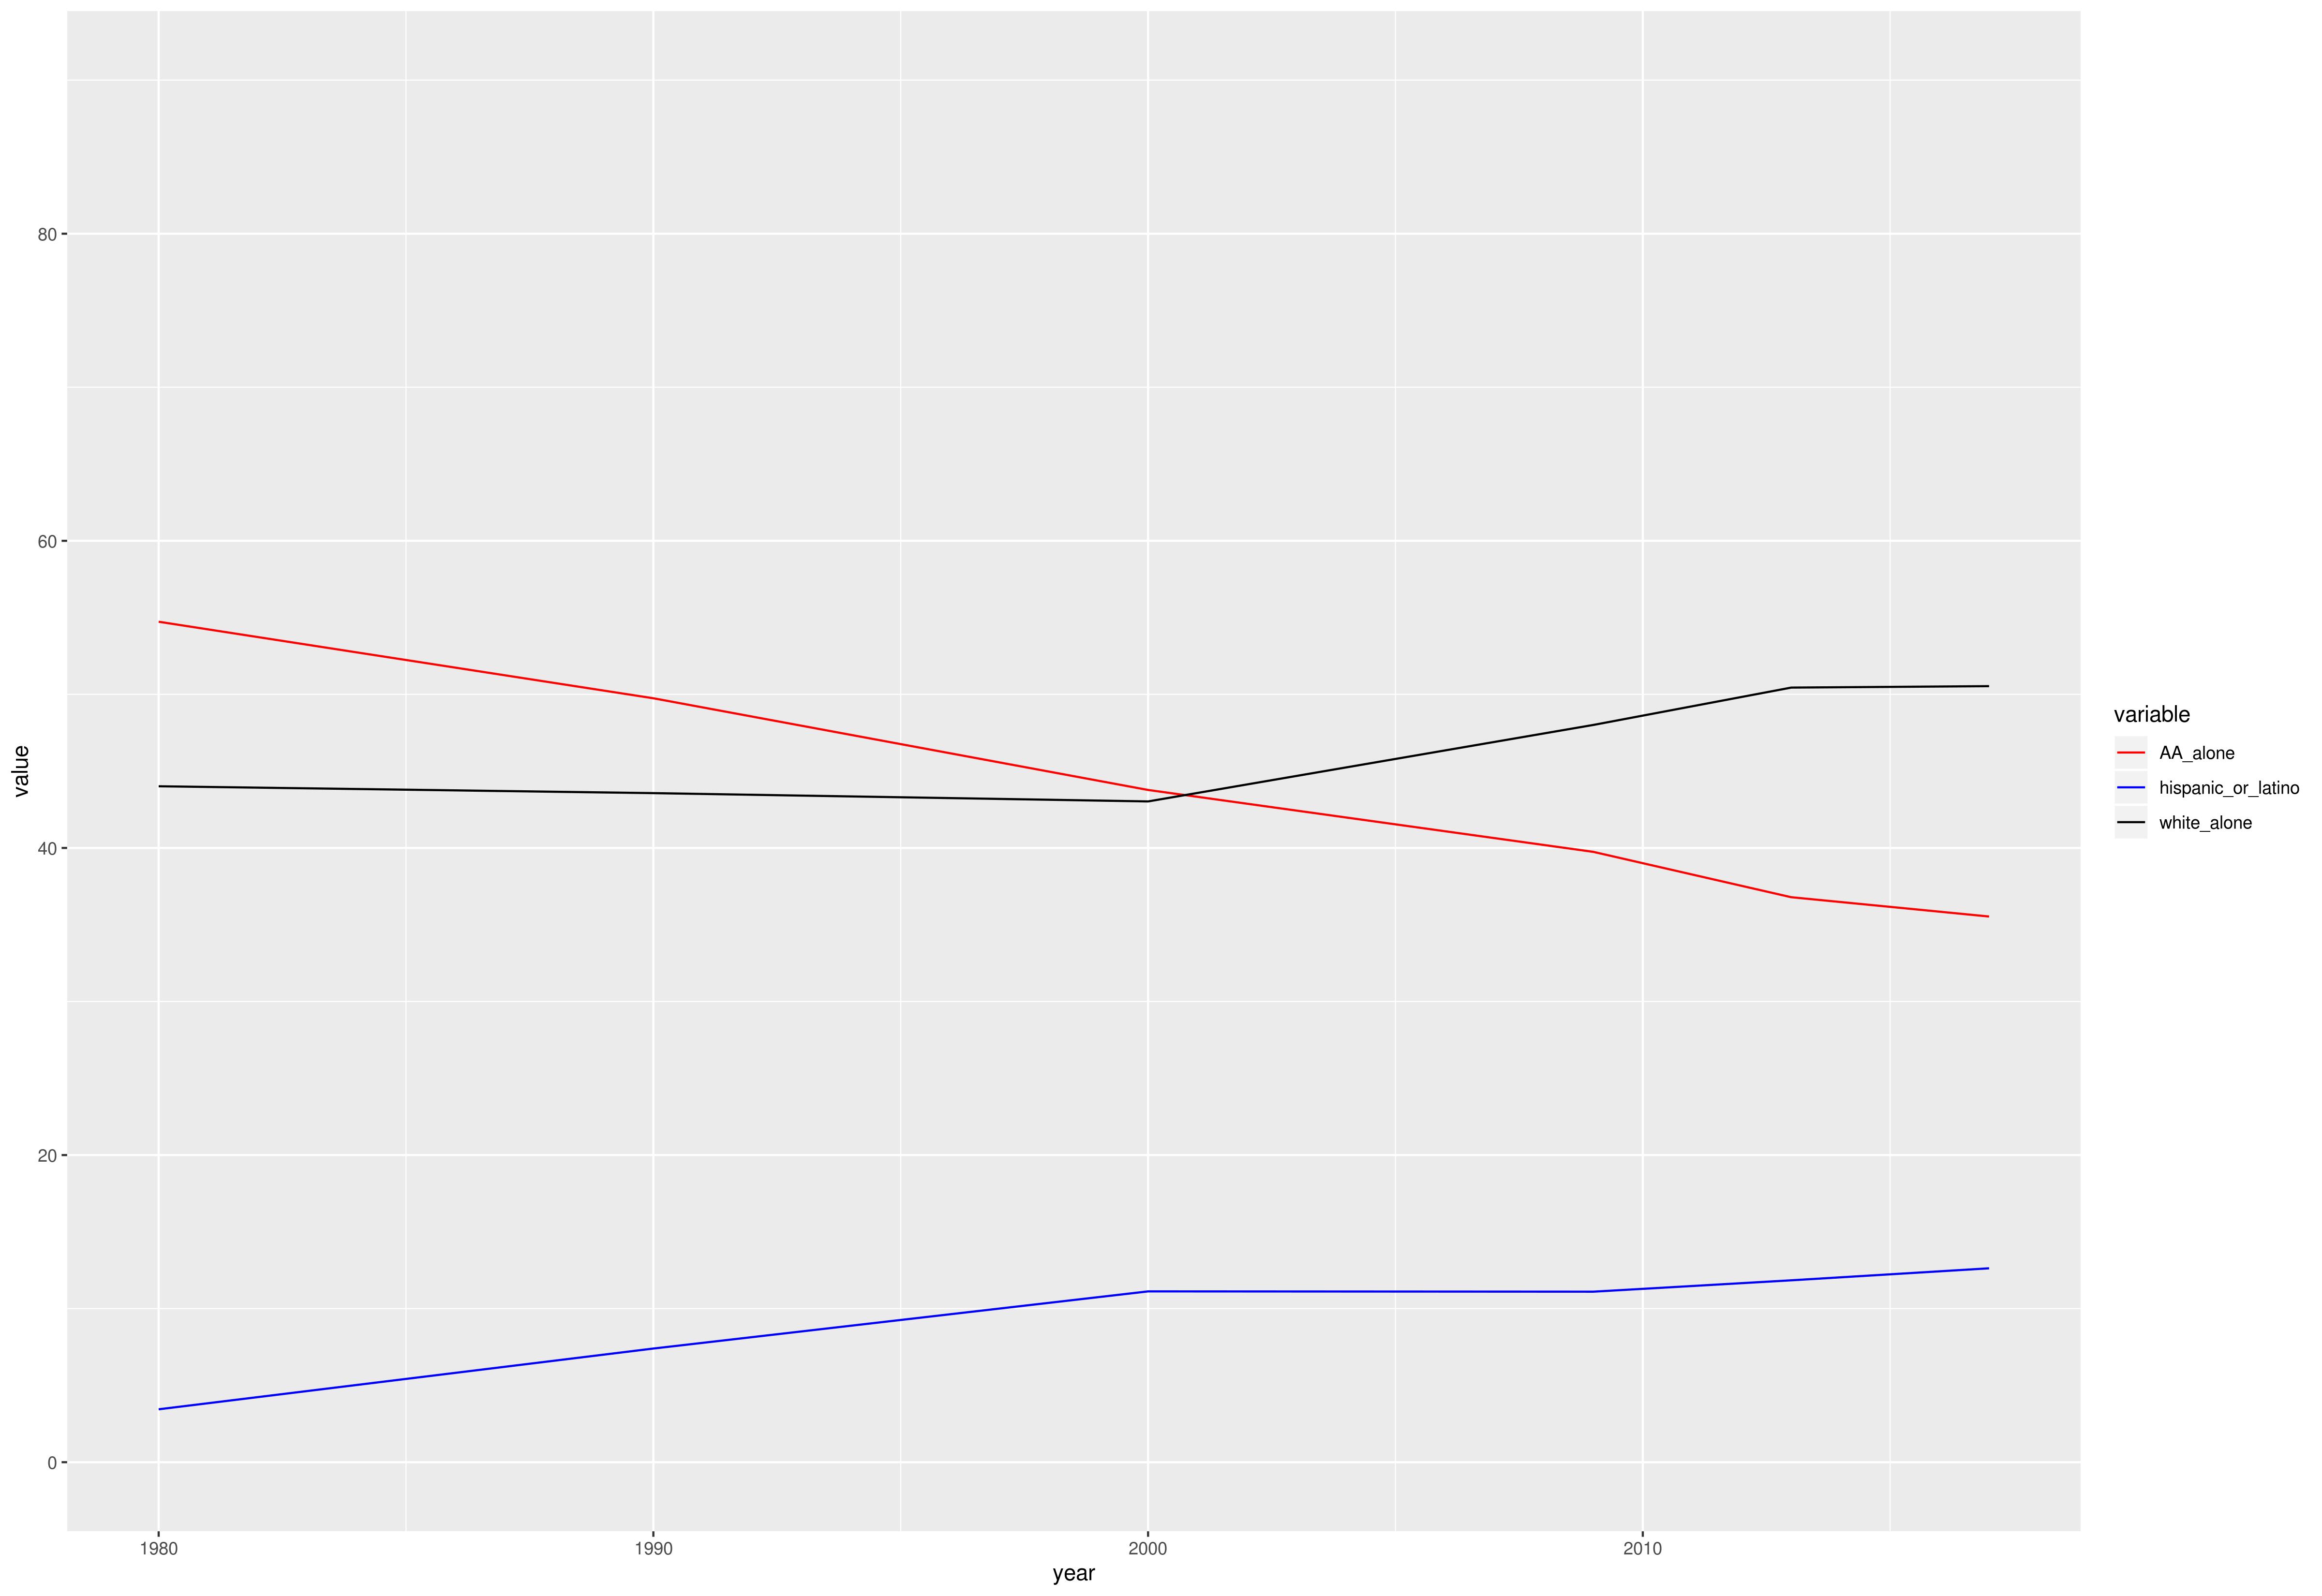 80
60
40
20
0
value
1980
1990
2000
2010
year
variable
AA_alone
hispanic_or_latino
white_alone